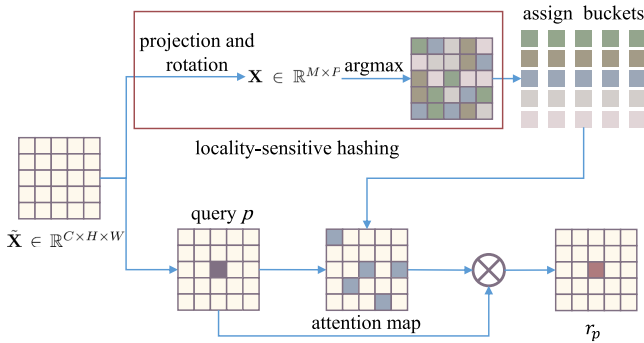 assign buckets
projection and
rotation
X ∈ ℝ^{M×P}
argmax
locality-sensitive hashing
X̃ ∈ ℝ^{C×H×W}
query p
attention map
r_p